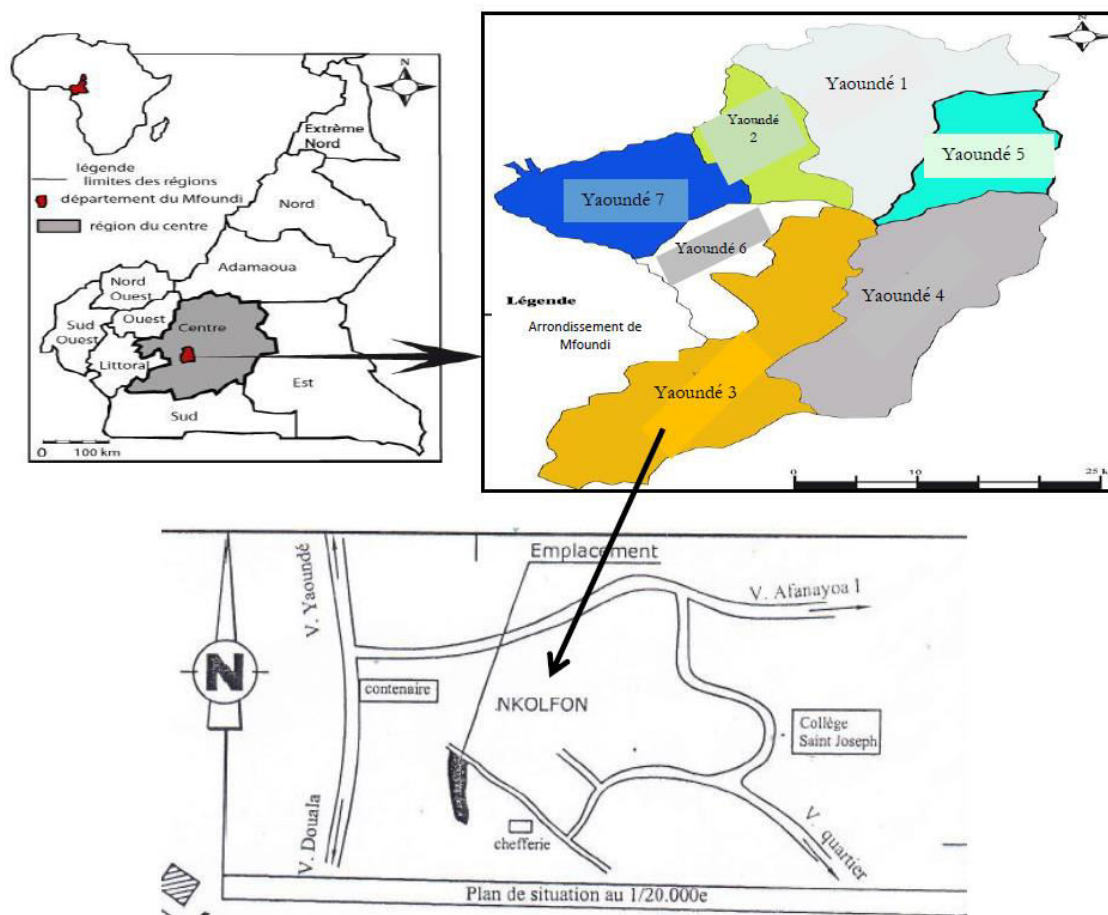 N
Extrême
Nord
légende
limites des régions
département du Mfoundi
région du centre
Nord
Adamaoua
Nord
Ouest
Ouest
Sud
Ouest
Centre
Littoral
Est
Sud
0 100 km
N
Yaoundé 1
Yaoundé
2
Yaoundé 5
Yaoundé 7
Yaoundé 6
Yaoundé 4
Légende
Arrondissement de
Mfoundi
Yaoundé 3
0 10 25 k
Emplacement
V. Yaoundé
V. Afanayoa I
N
contenaire
.NKOLFON
Collège
Saint Joseph
chefferie
V. Douala
V. quartier
Plan de situation au 1/20.000e